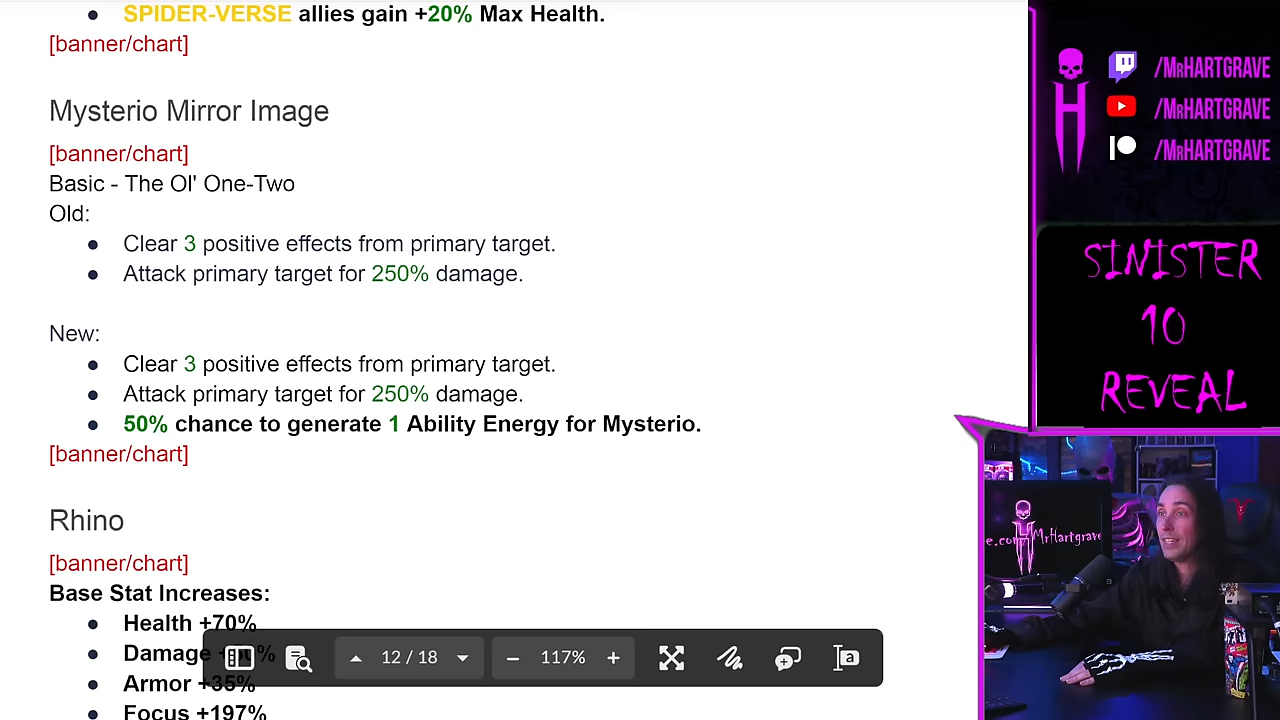 SPIDER-VERSE allies gain +20% Max Health.
[banner/chart]
Mysterio Mirror Image
[banner/chart]
Basic - The Ol' One-Two
Old:
Clear 3 positive effects from primary target.
Attack primary target for 250% damage.
New:
Clear 3 positive effects from primary target.
Attack primary target for 250% damage.
50% chance to generate 1 Ability Energy for Mysterio.
[banner/chart]
Rhino
[banner/chart]
Base Stat Increases:
Health +70%
Damage
Armor +35%
Focus +197%
12 / 18
117%
a
/MRHARTGRAVE
/MRHARTGRAVE
/MRHARTGRAVE
SINISTER
10
REVEAL
MrHartgrave